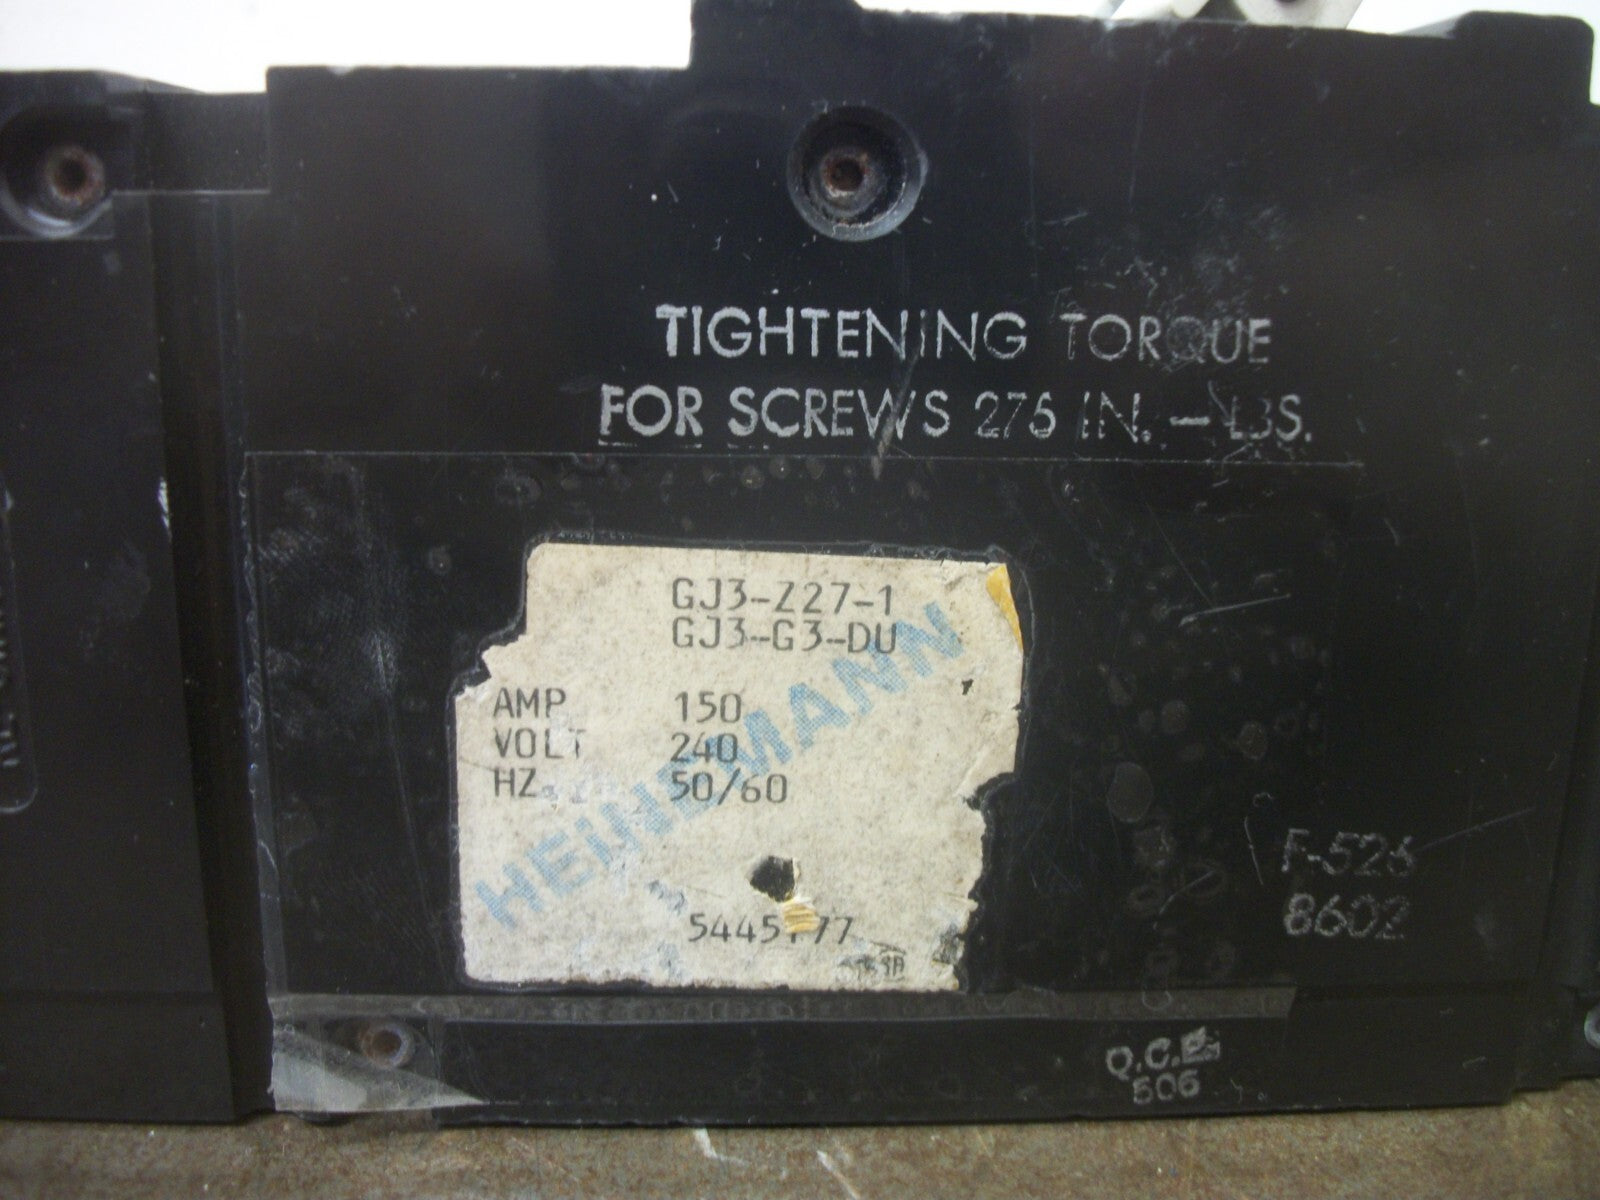 TIGHTENING TORQUE
FOR SCREWS 275 IN. – LBS.
GJ3-Z27-1
GJ3-G3-DU
AMP 150
VOLT 240
HZ 50/60
HEINEMANN
F-526
8602
Q.C.E.
506